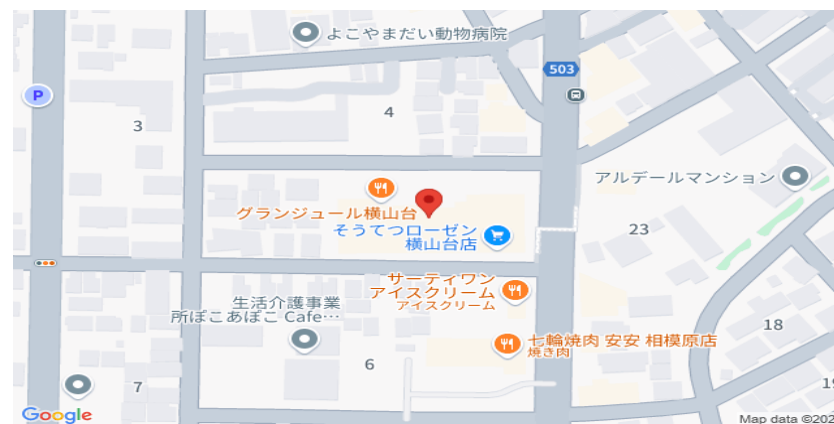 よこやまだい動物病院
503
P
4
3
アルデールマンション
グランジュール横山台
そうてつローゼン
横山台店
23
サーティワン
アイスクリーム
アイスクリーム
生活介護事業
所ぽこあぽこ Cafe…
18
七輪焼肉 安安 相模原店
焼き肉
6
7
19
Google
Map data ©202